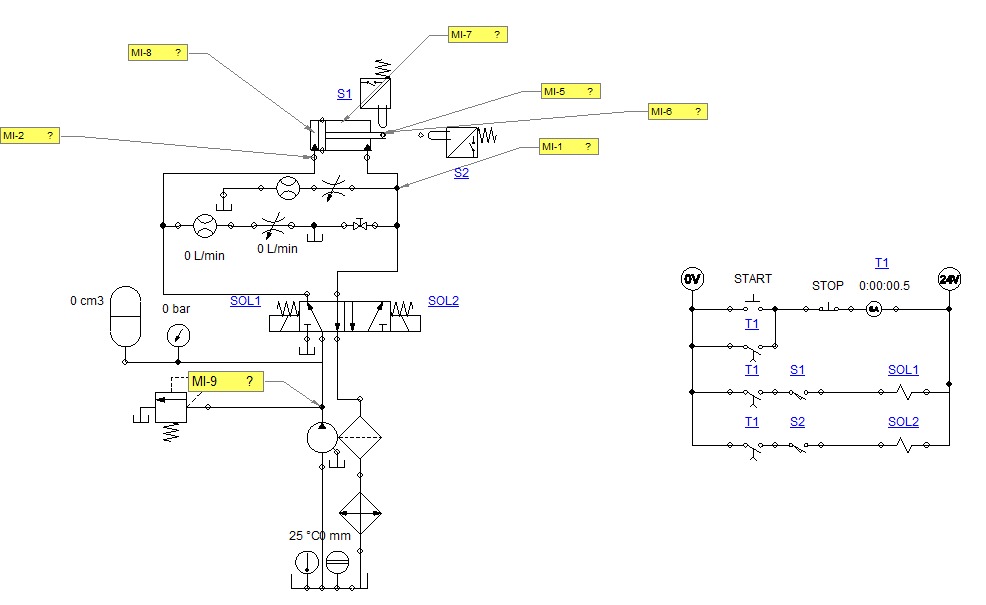 MI-7 ?
MI-8 ?
S1
MI-5 ?
MI-6 ?
MI-2 ?
MI-1 ?
S2
0 L/min
0 L/min
T1
0V
START
STOP
0:00:00.5
24V
0 cm3
0 bar
SOL1
SOL2
6A
T1
MI-9 ?
T1
S1
SOL1
T1
S2
SOL2
25 °C
0 mm